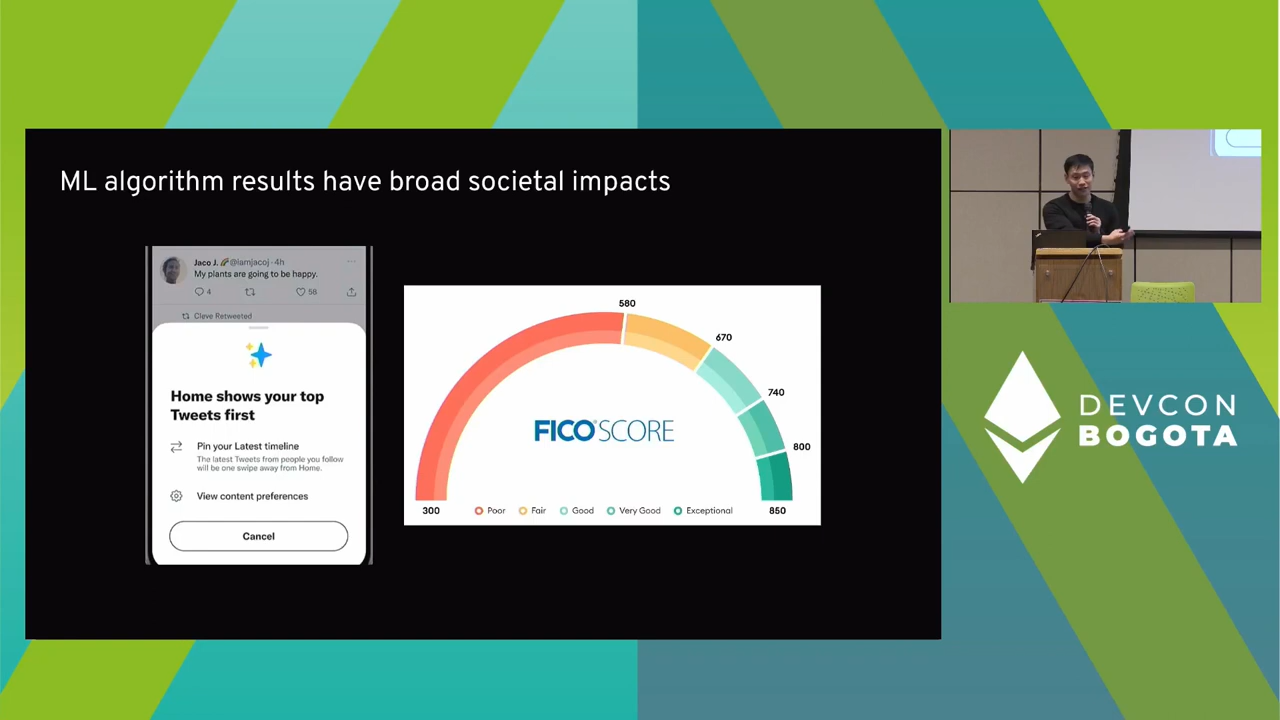 ML algorithm results have broad societal impacts
Jaco J. 🌈 @iamjacoj · 4h
My plants are going to be happy.
4
58
Cleve Retweeted
Home shows your top
Tweets first
Pin your Latest timeline
The latest Tweets from people you follow
will be one swipe away from Home.
View content preferences
Cancel
580
670
740
800
FICO® SCORE
300
Poor
Fair
Good
Very Good
Exceptional
850
DEVCON
BOGOTA